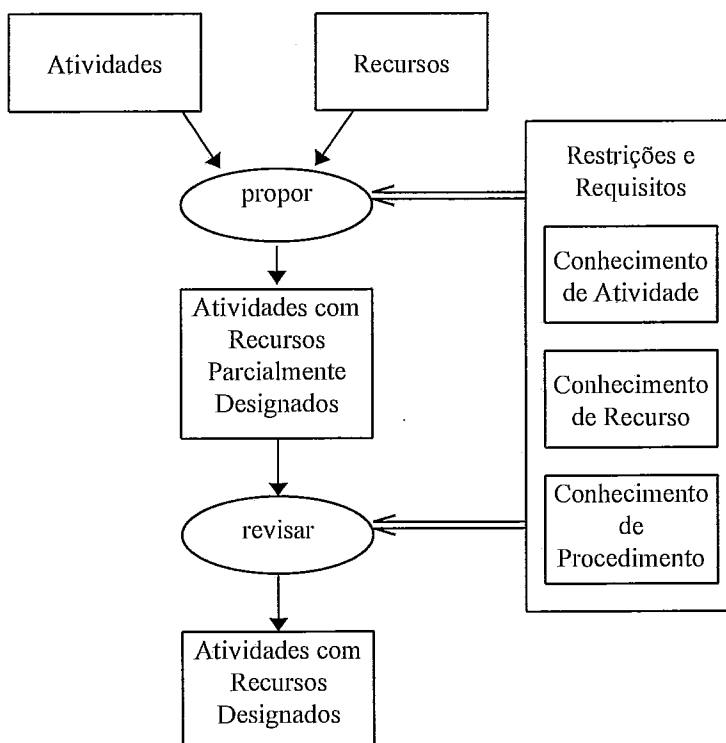 Atividades
Recursos
propor
Restrições e
Requisitos
Conhecimento
de Atividade
Atividades com
Recursos
Parcialmente
Designados
Conhecimento
de Recurso
revisar
Conhecimento
de
Procedimento
Atividades com
Recursos
Designados